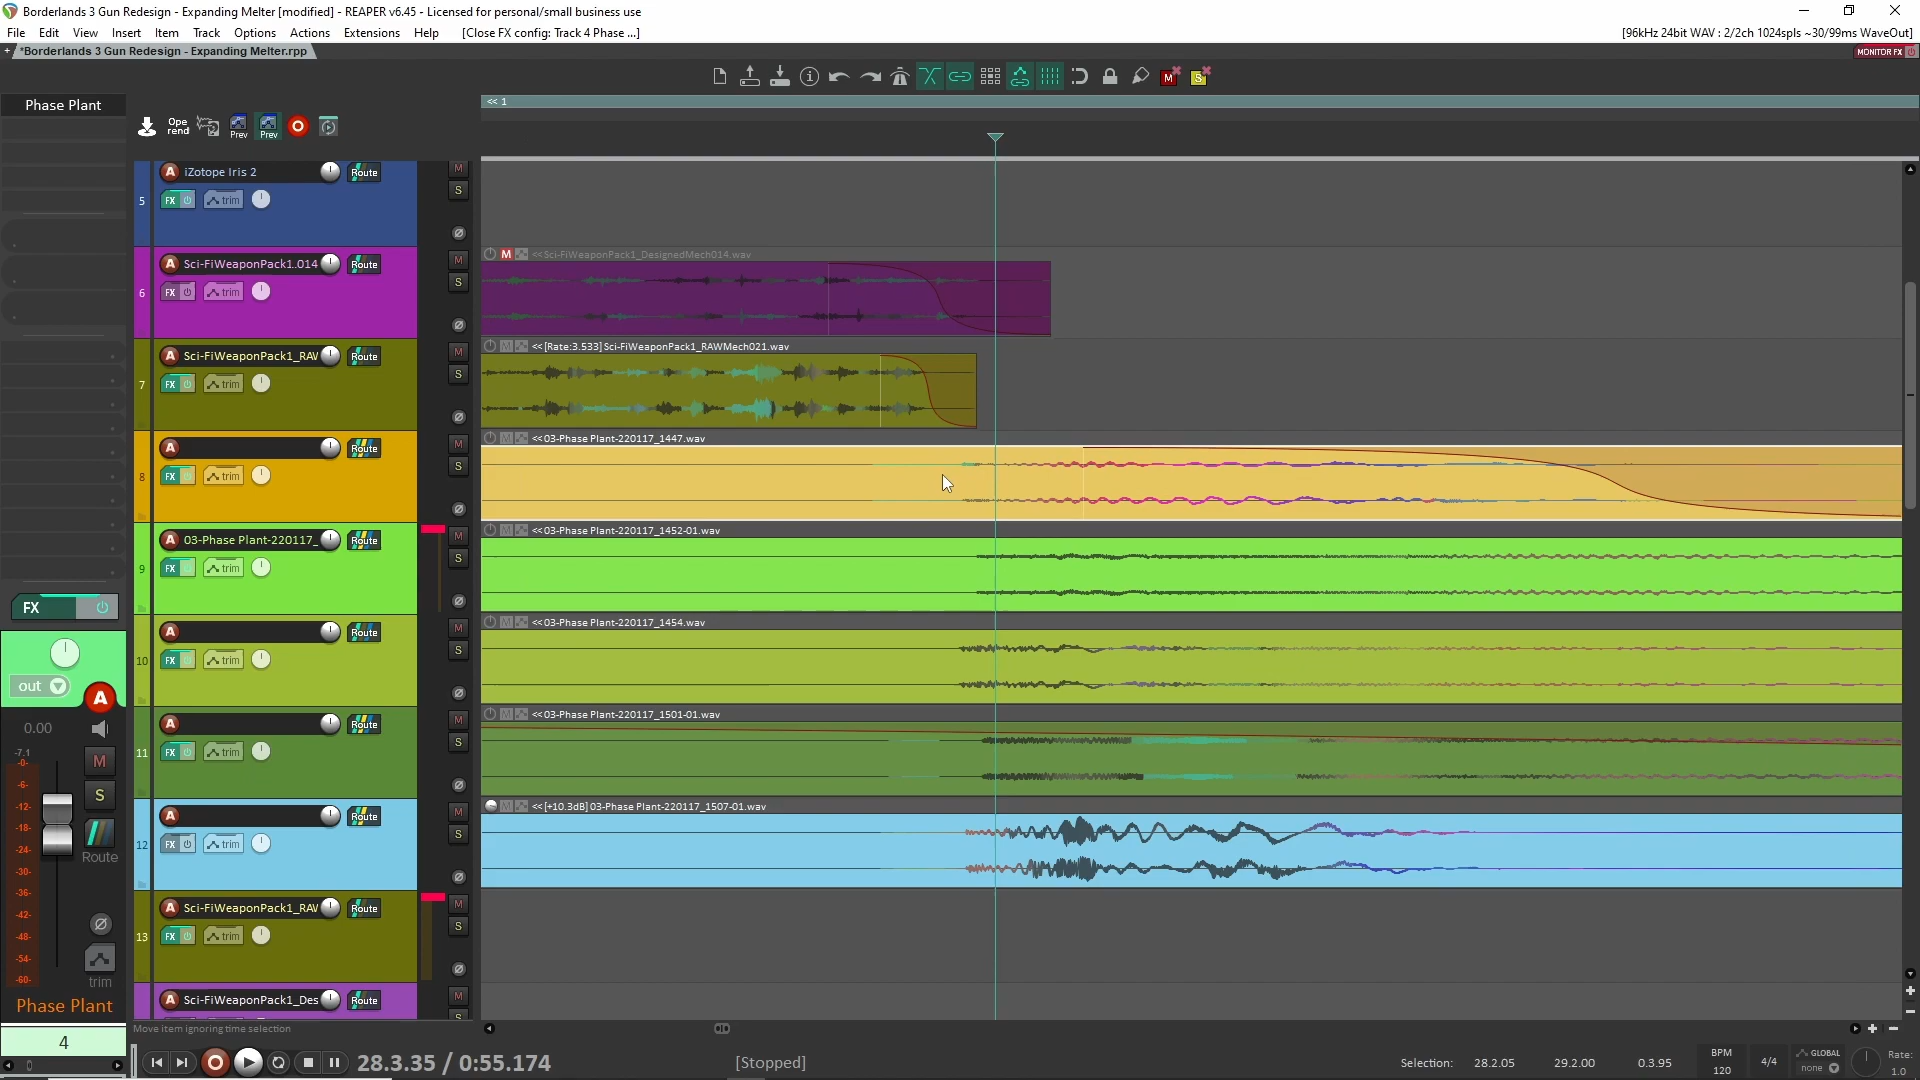 Borderlands 3 Gun Redesign - Expanding Melter [modified] - REAPER v6.45 - Licensed for personal/small business use
File Edit View Insert Item Track Options Actions Extensions Help [Close FX config: Track 4 Phase ...] [96kHz 24bit WAV : 2/2ch 1024spls ~30/99ms WaveOut]
+ *Borderlands 3 Gun Redesign - Expanding Melter.rpp MONITOR FX
M S
Phase Plant
<< 1
Ope rend Prev Prev
5 A iZotope Iris 2 Route M
FX trim S
<<Sci-FiWeaponPack1_DesignedMech014.wav
6 A Sci-FiWeaponPack1..014 Route M
FX trim S
<<[Rate:3.533] Sci-FiWeaponPack1_RAWMech021.wav
7 A Sci-FiWeaponPack1_RAW Route M
FX trim S
<<03-Phase Plant-220117_1447.wav
8 A Route M
FX trim S
<<03-Phase Plant-220117_1452-01.wav
9 A 03-Phase Plant-220117_ Route M
FX trim S
<<03-Phase Plant-220117_1454.wav
10 A Route M
FX trim S
<<03-Phase Plant-220117_1501-01.wav
11 A Route M
FX trim S
<<[+10.3dB] 03-Phase Plant-220117_1507-01.wav
12 A Route M
FX trim S
13 A Sci-FiWeaponPack1_RAW Route M
FX trim S
A Sci-FiWeaponPack1_Des Route M
S
FX
out
A
0.00
-7.1
-0-
-6-
-12-
-18-
-24-
-30-
-36-
-42-
-48-
-54-
-60-
M
S
Route
trim
Phase Plant
4
Move item ignoring time selection
28.3.35 / 0:55.174 [Stopped] Selection: 28.2.05 29.2.00 0.3.95 BPM 120 4/4 GLOBAL none Rate: 1.0